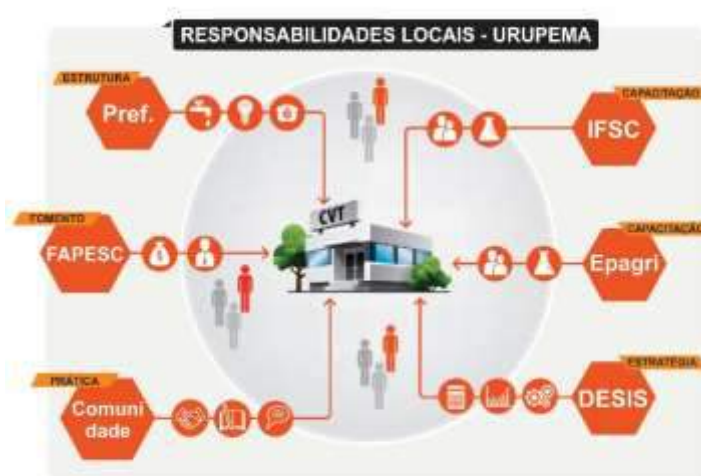 RESPONSABILIDADES LOCAIS - URUPEMA
ESTRUTURA
Pref.
CAPACITAÇÃO
IFSC
CVT
FOMENTO
FAPESC
CAPACITAÇÃO
Epagri
PRÁTICA
Comuni
dade
ESTRATÉGIA
DESIS